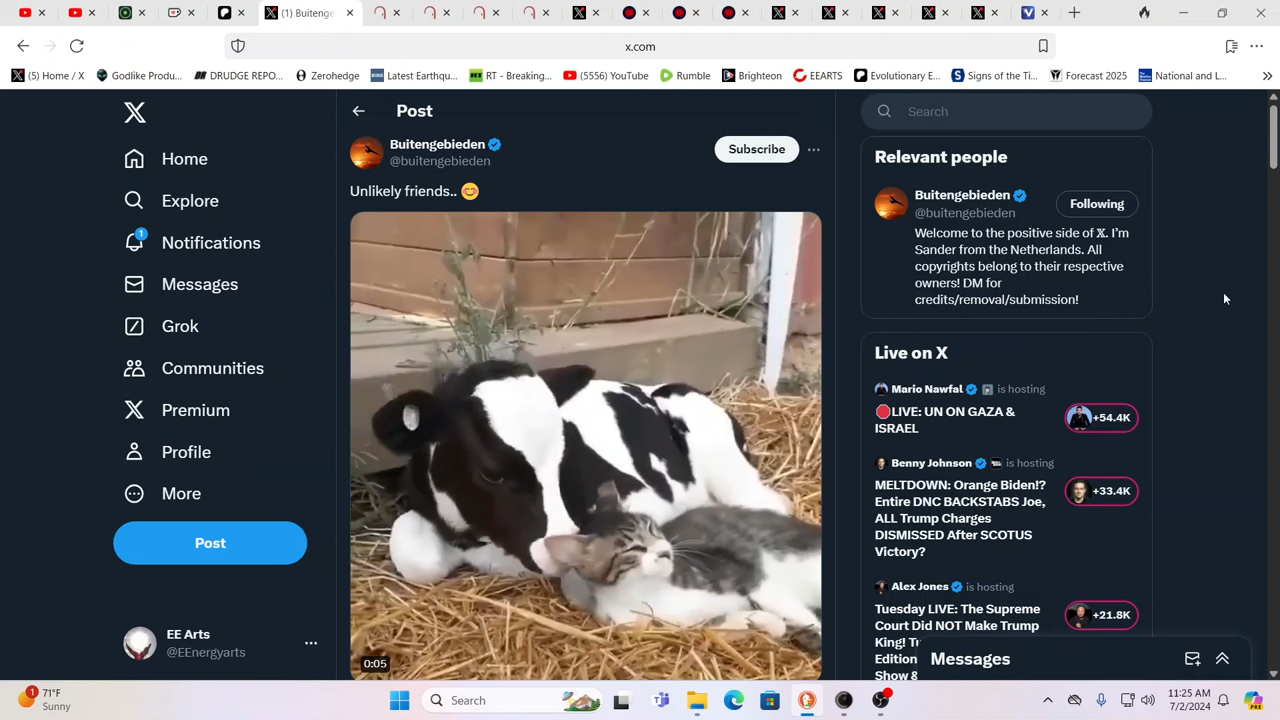 (1) Buitenge
x.com
(5) Home / X
Godlike Produ...
DRUDGE REPO...
Zerohedge
Latest Earthqu...
RT - Breaking...
(5556) YouTube
Rumble
Brighteon
EEARTS
Evolutionary E...
Signs of the Ti...
Forecast 2025
National and L...
Home
Explore
1
Notifications
Messages
Grok
Communities
Premium
Profile
More
Post
EE Arts
@EEnergyarts
Post
Buitengebieden
@buitengebieden
Subscribe
Unlikely friends.. 😊
0:05
Search
Relevant people
Buitengebieden
@buitengebieden
Following
Welcome to the positive side of 𝕏. I'm
Sander from the Netherlands. All
copyrights belong to their respective
owners! DM for
credits/removal/submission!
Live on X
Mario Nawfal is hosting
🛑LIVE: UN ON GAZA &
ISRAEL
+54.4K
Benny Johnson is hosting
MELTDOWN: Orange Biden!?
Entire DNC BACKSTABS Joe,
ALL Trump Charges
DISMISSED After SCOTUS
Victory?
+33.4K
Alex Jones is hosting
Tuesday LIVE: The Supreme
Court Did NOT Make Trump
King! Tu
Edition
Show &
+21.8K
Messages
1
71°F
Sunny
Search
11:25 AM
7/2/2024